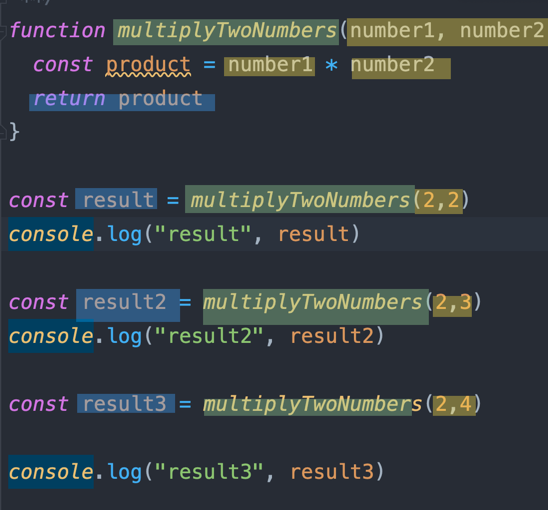 function multiplyTwoNumbers(number1, number2
const product = number1 * number2
return product
}
const result = multiplyTwoNumbers(2,2)
console.log("result", result)
const result2 = multiplyTwoNumbers(2,3)
console.log("result2", result2)
const result3 = multiplyTwoNumbers(2,4)
console.log("result3", result3)